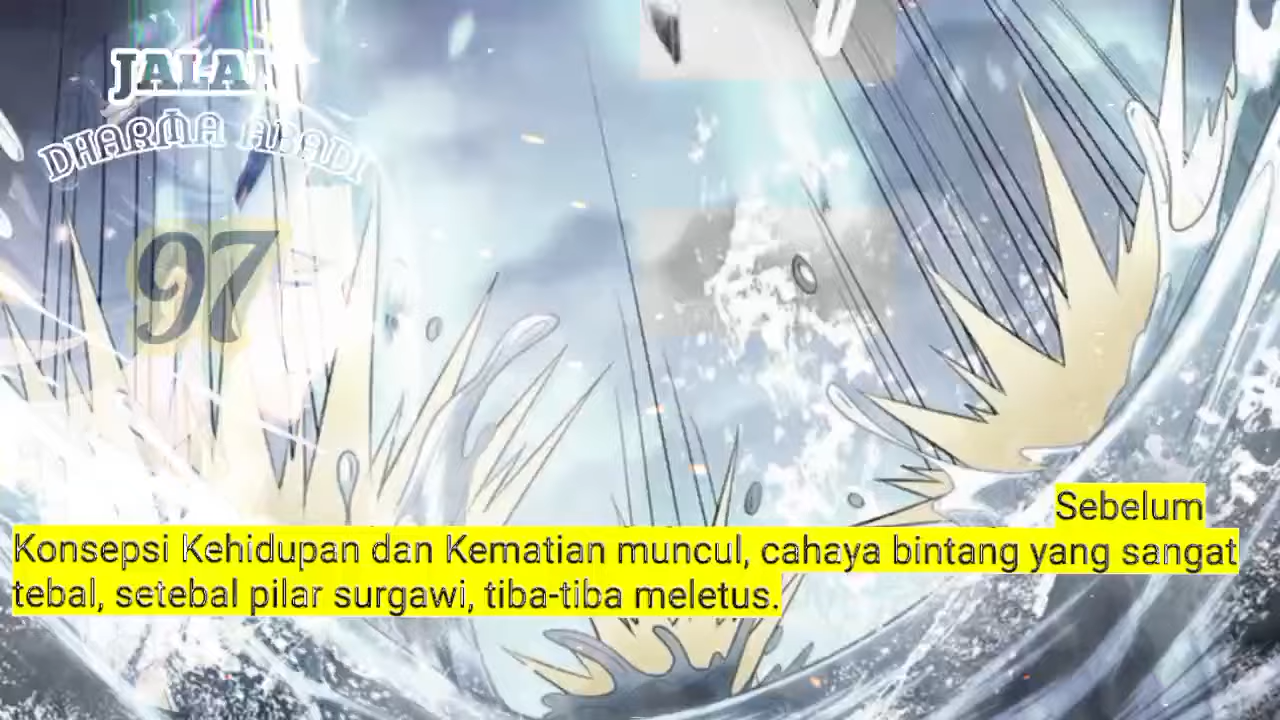 JALAN
DHARMA ABADI
97
Sebelum
Konsepsi Kehidupan dan Kematian muncul, cahaya bintang yang sangat
tebal, setebal pilar surgawi, tiba-tiba meletus.